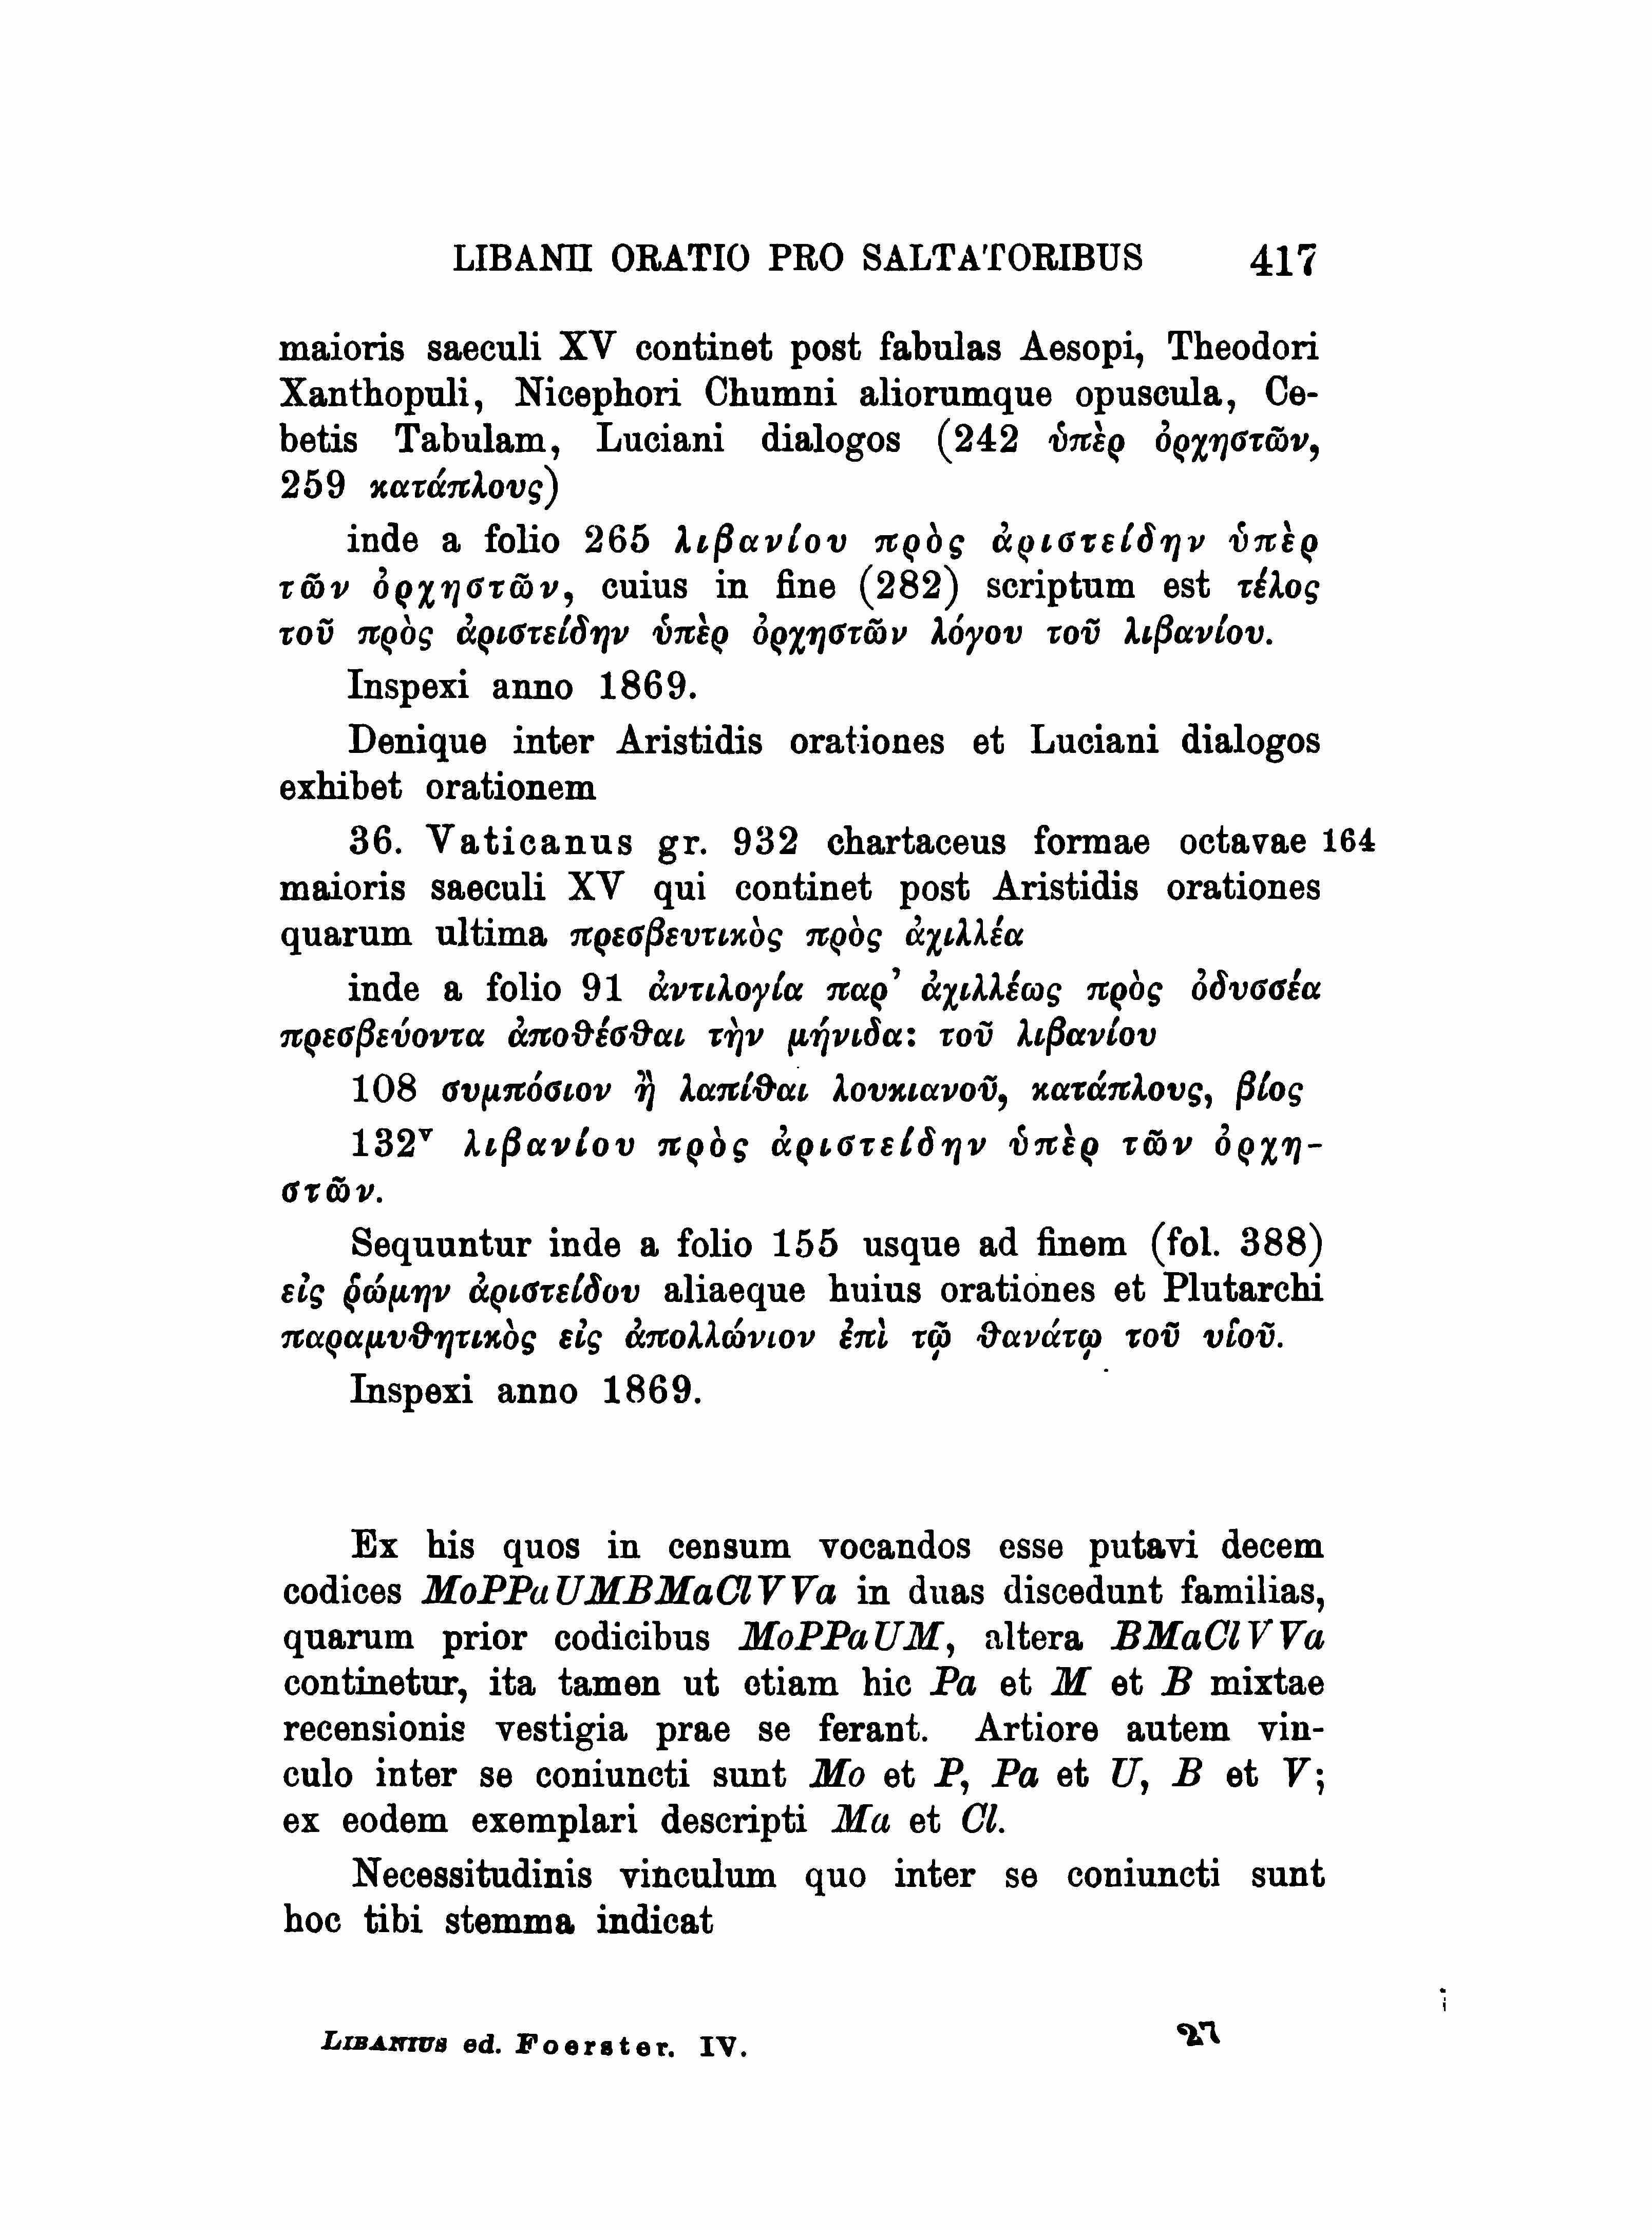 LIBANII ORATIO PRO SALTATORIBUS 417
maioris saeculi XV continet post fabulas Aesopi, Theodori
Xanthopuli, Nicephori Chumni aliorumque opuscula, Ce-
betis Tabulam, Luciani dialogos (242 ὑπὲρ ὀρχηστῶν,
259 κατάπλους)
inde a folio 265 λιβανίου πρὸς ἀριστείδην ὑπὲρ
τῶν ὀρχηστῶν, cuius in fine (282) scriptum est τέλος
τοῦ πρὸς ἀριστείδην ὑπὲρ ὀρχηστῶν λόγου τοῦ λιβανίου.
Inspexi anno 1869.
Denique inter Aristidis orationes et Luciani dialogos
exhibet orationem
36. Vaticanus gr. 932 chartaceus formae octavae 164
maioris saeculi XV qui continet post Aristidis orationes
quarum ultima πρεσβευτικὸς πρὸς ἀχιλλέα
inde a folio 91 ἀντιλογία παρ’ ἀχιλλέως πρὸς ὀδυσσέα
πρεσβεύοντα ἀποθέσθαι τὴν μήνιδα: τοῦ λιβανίου
108 συμπόσιον ἢ λαπίθαι λουκιανοῦ, κατάπλους, βίος
132ᵛ λιβανίου πρὸς ἀριστείδην ὑπὲρ τῶν ὀρχη-
στῶν.
Sequuntur inde a folio 155 usque ad finem (fol. 388)
εἰς ῥώμην ἀριστείδου aliaeque huius orationes et Plutarchi
παραμυθητικὸς εἰς ἀπολλώνιον ἐπὶ τῷ θανάτῳ τοῦ υἱοῦ.
Inspexi anno 1869.
Ex his quos in censum vocandos esse putavi decem
codices MoPPaUMBMaClVVa in duas discedunt familias,
quarum prior codicibus MoPPaUM, altera BMaClVVa
continetur, ita tamen ut etiam hic Pa et M et B mixtae
recensionis vestigia prae se ferant. Artiore autem vin-
culo inter se coniuncti sunt Mo et P, Pa et U, B et V;
ex eodem exemplari descripti Ma et Cl.
Necessitudinis vinculum quo inter se coniuncti sunt
hoc tibi stemma indicat
LIBANIUS ed. Foerster. IV. 27